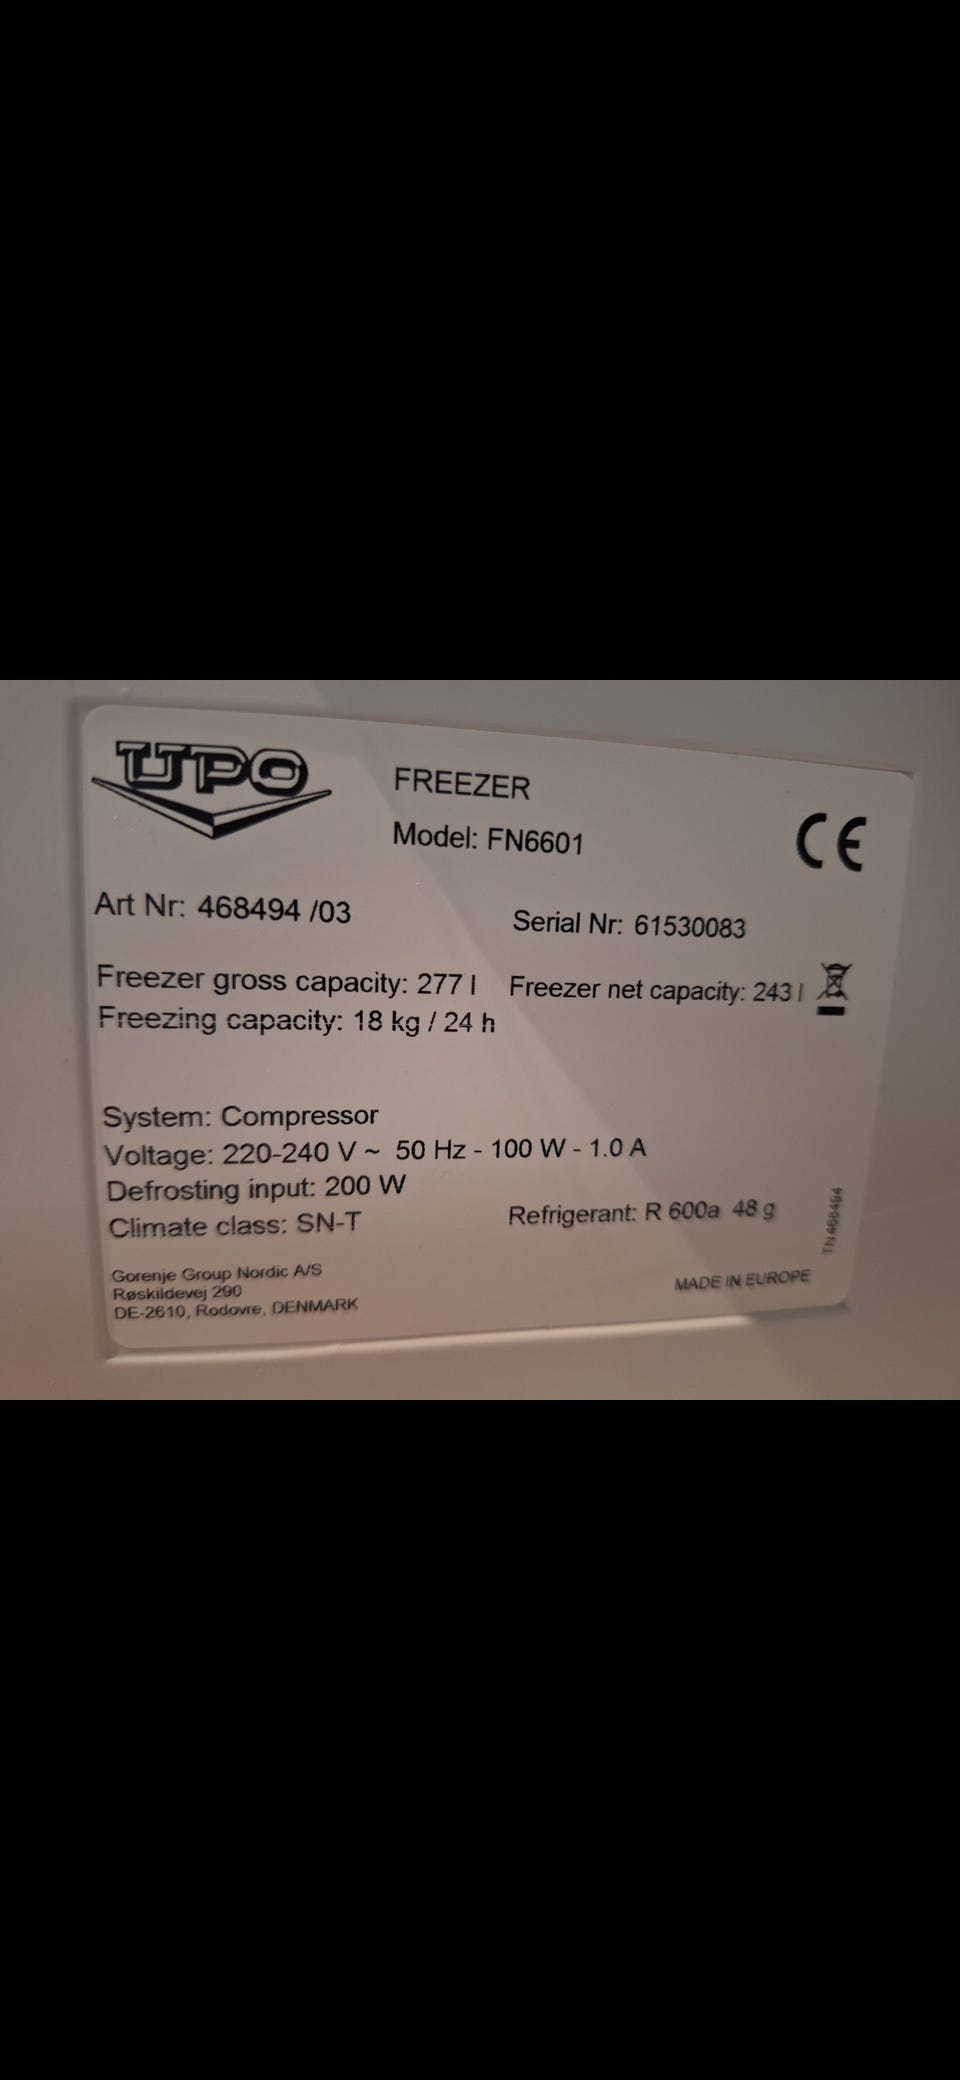 UPO
FREEZER
Model: FN6601
CE
Art Nr: 468494 /03
Serial Nr: 61530083
Freezer gross capacity: 277 l
Freezer net capacity: 243 l
Freezing capacity: 18 kg / 24 h
System: Compressor
Voltage: 220-240 V ~ 50 Hz - 100 W - 1.0 A
Defrosting input: 200 W
Climate class: SN-T
Refrigerant: R 600a 48 g
TN 468494
Gorenje Group Nordic A/S
Røskildevej 290
DE-2610, Rodovre, DENMARK
MADE IN EUROPE